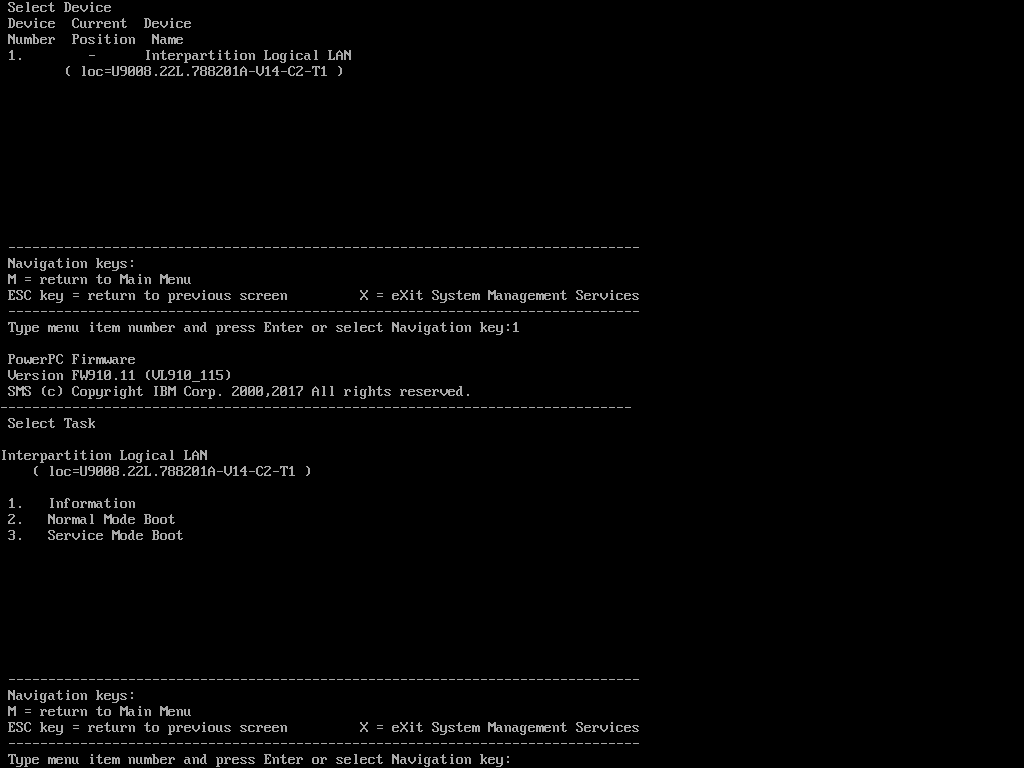 Select Device
Device  Current  Device
Number  Position  Name
1.        -      Interpartition Logical LAN
       ( loc=U9008.22L.788201A-V14-C2-T1 )
-------------------------------------------------------------------------------
Navigation keys:
M = return to Main Menu
ESC key = return to previous screen         X = eXit System Management Services
-------------------------------------------------------------------------------
Type menu item number and press Enter or select Navigation key:1
PowerPC Firmware
Version FW910.11 (VL910_115)
SMS (c) Copyright IBM Corp. 2000,2017 All rights reserved.
-------------------------------------------------------------------------------
Select Task
Interpartition Logical LAN
    ( loc=U9008.22L.788201A-V14-C2-T1 )
1.   Information
2.   Normal Mode Boot
3.   Service Mode Boot
-------------------------------------------------------------------------------
Navigation keys:
M = return to Main Menu
ESC key = return to previous screen         X = eXit System Management Services
-------------------------------------------------------------------------------
Type menu item number and press Enter or select Navigation key: